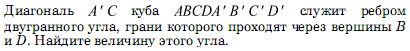 Диагональ A′ C куба ABCDA′ B′ C′ D′ служит ребром
двугранного угла, грани которого проходят через вершины B
и D. Найдите величину этого угла.